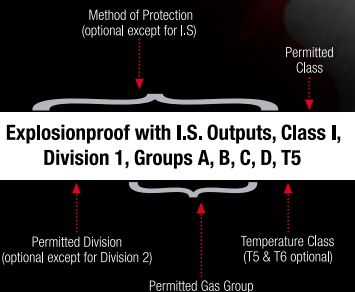 Method of Protection
(optional except for I.S)
Permitted
Class
Explosionproof with I.S. Outputs, Class I,
Division 1, Groups A, B, C, D, T5
Permitted Division
(optional except for Division 2)
Temperature Class
(T5 & T6 optional)
Permitted Gas Group